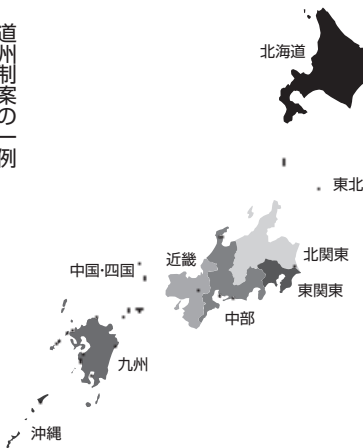 道州制案の一例
北海道
東北
北関東
東関東
中部
近畿
中国・四国
九州
沖縄